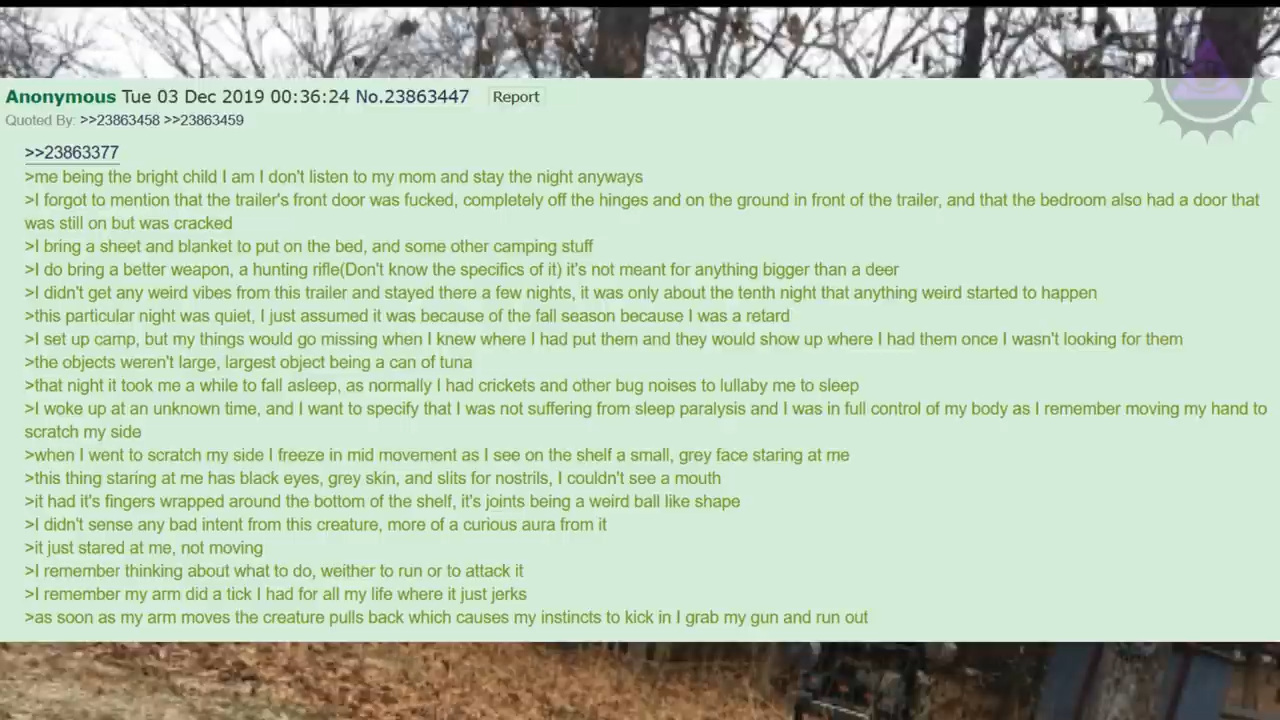 Anonymous Tue 03 Dec 2019 00:36:24 No.23863447 Report
Quoted By: >>23863458 >>23863459
>>23863377
>me being the bright child I am I don't listen to my mom and stay the night anyways
>I forgot to mention that the trailer's front door was fucked, completely off the hinges and on the ground in front of the trailer, and that the bedroom also had a door that
was still on but was cracked
>I bring a sheet and blanket to put on the bed, and some other camping stuff
>I do bring a better weapon, a hunting rifle(Don't know the specifics of it) it's not meant for anything bigger than a deer
>I didn't get any weird vibes from this trailer and stayed there a few nights, it was only about the tenth night that anything weird started to happen
>this particular night was quiet, I just assumed it was because of the fall season because I was a retard
>I set up camp, but my things would go missing when I knew where I had put them and they would show up where I had them once I wasn't looking for them
>the objects weren't large, largest object being a can of tuna
>that night it took me a while to fall asleep, as normally I had crickets and other bug noises to lullaby me to sleep
>I woke up at an unknown time, and I want to specify that I was not suffering from sleep paralysis and I was in full control of my body as I remember moving my hand to
scratch my side
>when I went to scratch my side I freeze in mid movement as I see on the shelf a small, grey face staring at me
>this thing staring at me has black eyes, grey skin, and slits for nostrils, I couldn't see a mouth
>it had it's fingers wrapped around the bottom of the shelf, it's joints being a weird ball like shape
>I didn't sense any bad intent from this creature, more of a curious aura from it
>it just stared at me, not moving
>I remember thinking about what to do, weither to run or to attack it
>I remember my arm did a tick I had for all my life where it just jerks
>as soon as my arm moves the creature pulls back which causes my instincts to kick in I grab my gun and run out